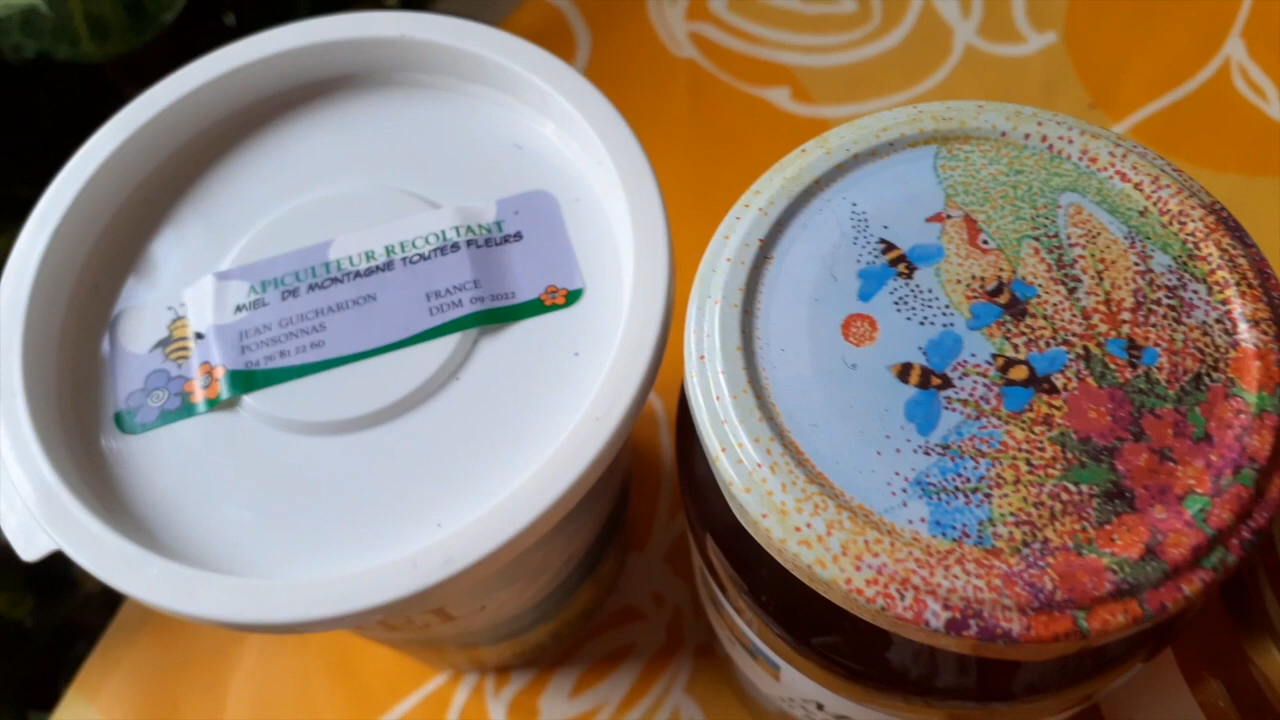 APICULTEUR-RECOLTANT
MIEL DE MONTAGNE TOUTES FLEURS
JEAN GUICHARDON
PONSONNAS
04 76 81 22 60
FRANCE
DDM 09-2022